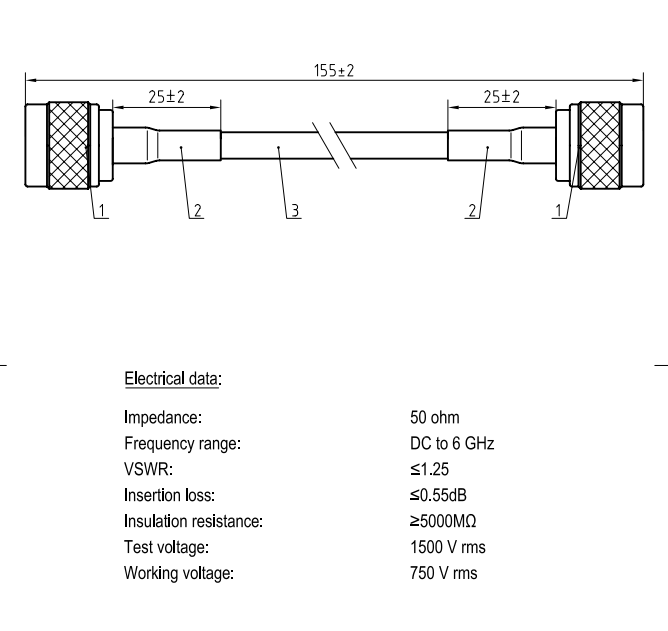 155±2
25±2 25±2
1 2 3 2 1
Electrical data:
Impedance: 50 ohm
Frequency range: DC to 6 GHz
VSWR: ≤1.25
Insertion loss: ≤0.55dB
Insulation resistance: ≥5000MΩ
Test voltage: 1500 V rms
Working voltage: 750 V rms